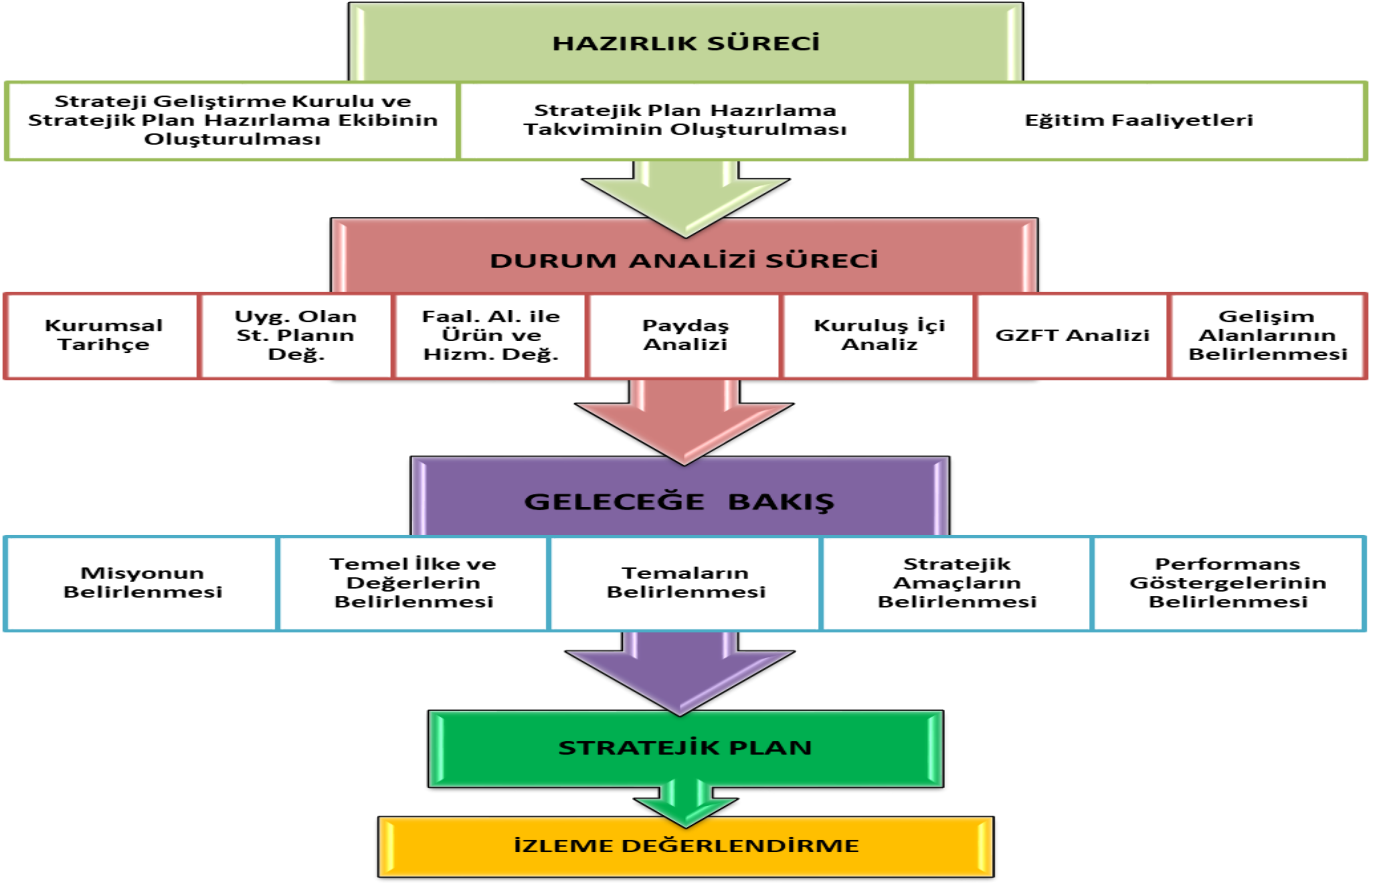 HAZIRLIK SÜRECİ
Strateji Geliştirme Kurulu ve
Stratejik Plan Hazırlama Ekibinin
Oluşturulması
Stratejik Plan Hazırlama
Takviminin Oluşturulması
Eğitim Faaliyetleri
DURUM ANALİZİ SÜRECİ
Kurumsal
Tarihçe
Uyg. Olan
St. Planın
Değ.
Faal. Al. ile
Ürün ve
Hizm. Değ.
Paydaş
Analizi
Kuruluş İçi
Analiz
GZFT Analizi
Gelişim
Alanlarının
Belirlenmesi
GELECEĞE BAKIŞ
Misyonun
Belirlenmesi
Temel İlke ve
Değerlerin
Belirlenmesi
Temaların
Belirlenmesi
Stratejik
Amaçların
Belirlenmesi
Performans
Göstergelerinin
Belirlenmesi
STRATEJİK PLAN
İZLEME DEĞERLENDİRME